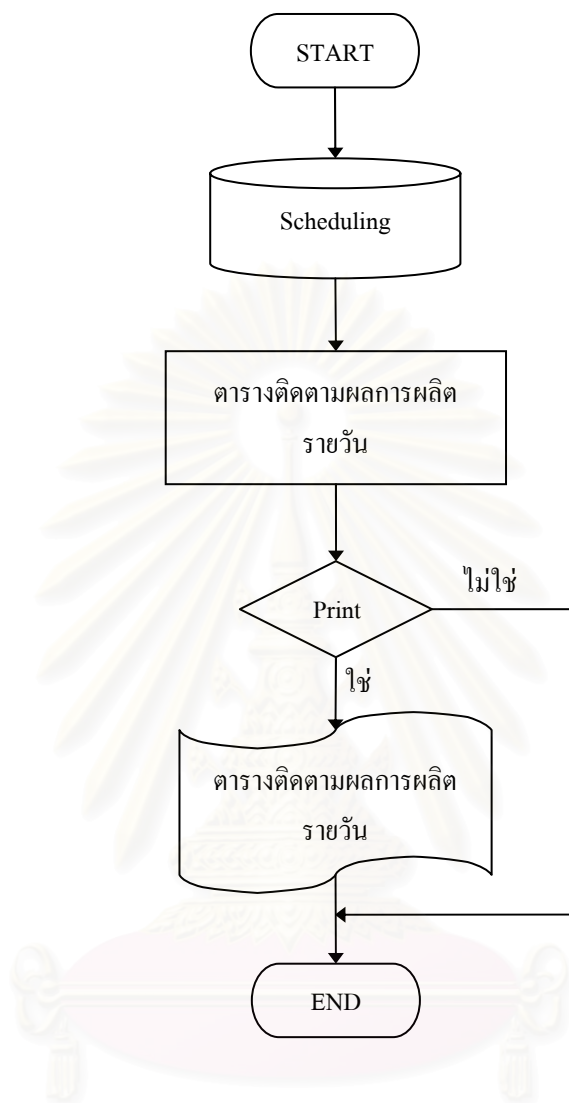 START
Scheduling
ตารางติดตามผลการผลิต
รายวัน
Print
ไม่ใช่
ใช่
ตารางติดตามผลการผลิต
รายวัน
END